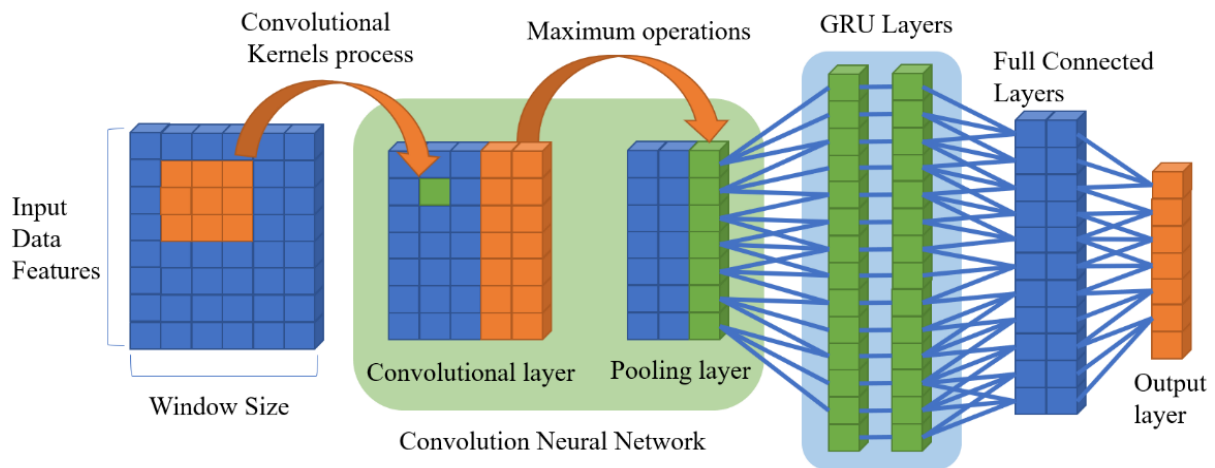 Convolutional
Kernels process
Maximum operations
GRU Layers
Full Connected
Layers
Input
Data
Features
Convolutional layer
Pooling layer
Window Size
Convolution Neural Network
Output
layer